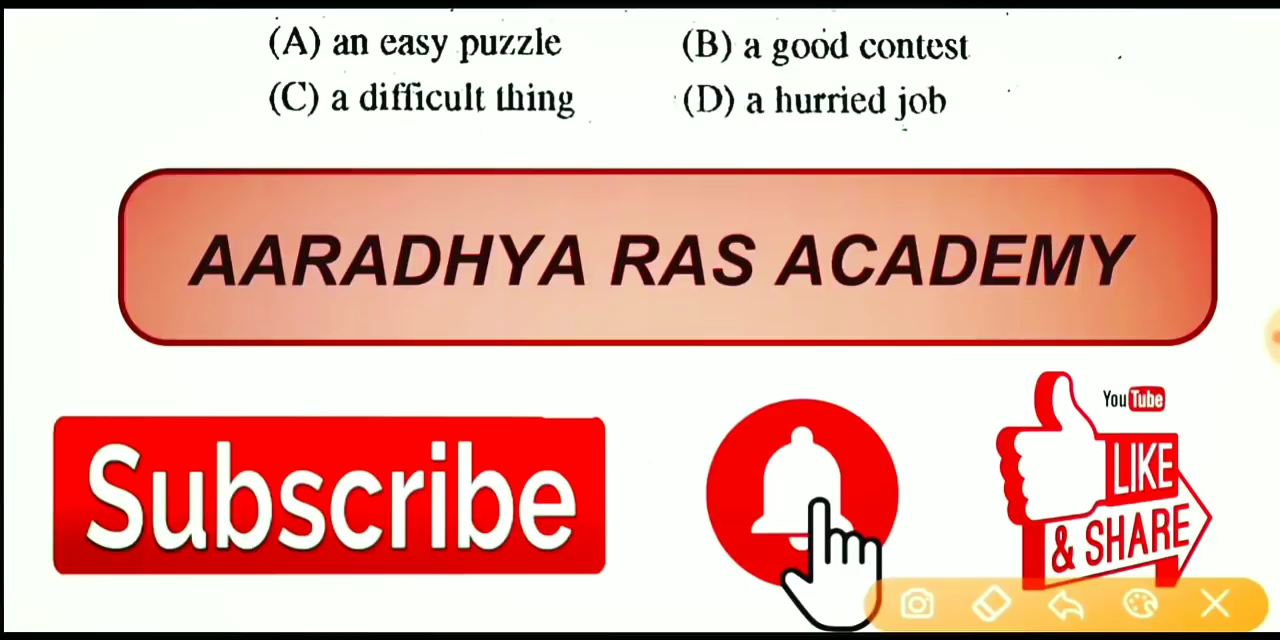 (A) an easy puzzle (B) a good contest
(C) a difficult thing (D) a hurried job
AARADHYA RAS ACADEMY
YouTube
Subscribe
LIKE
& SHARE